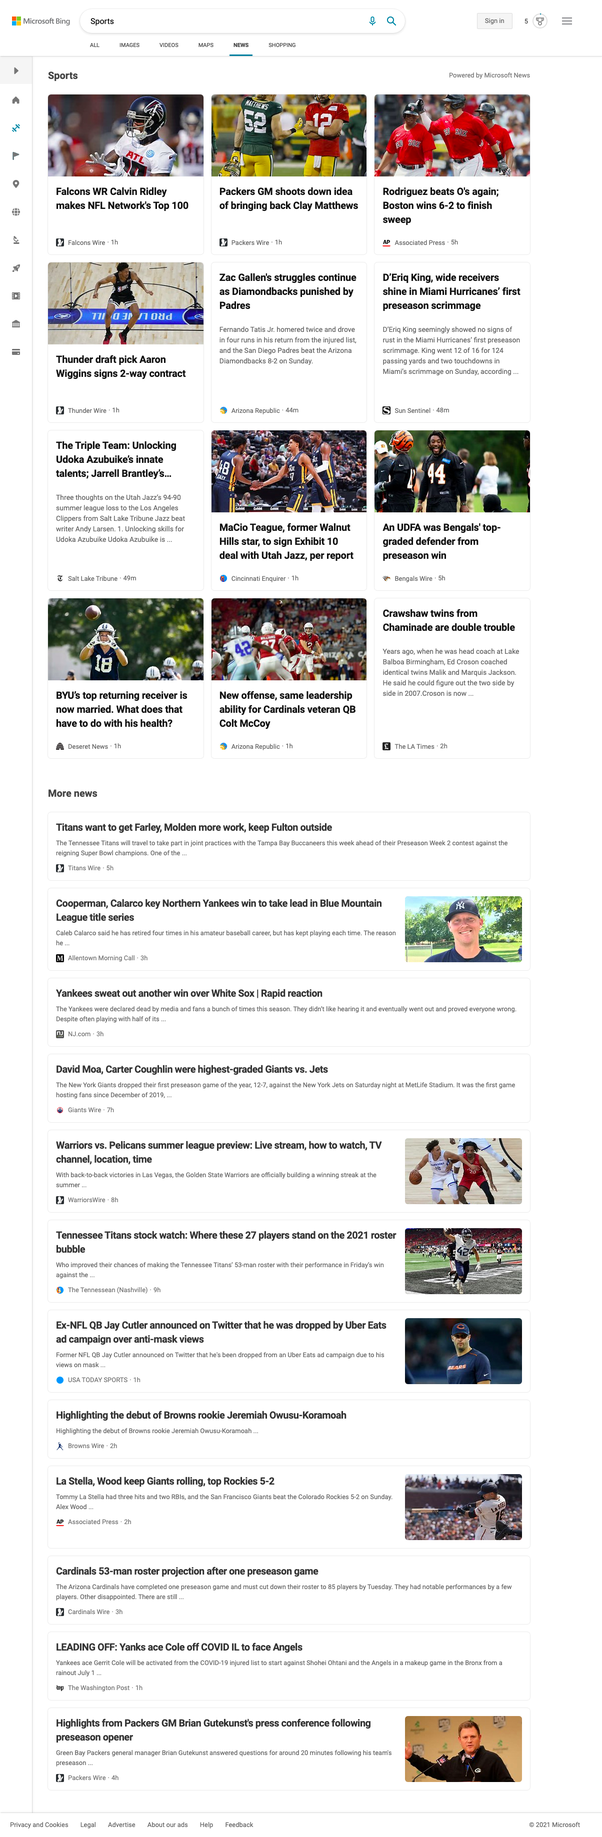 Microsoft Bing
Sports
Sign in
5
ALL IMAGES VIDEOS MAPS NEWS SHOPPING
Sports
Powered by Microsoft News
MATTHEWS
52
12
ATL
Falcons WR Calvin Ridley
makes NFL Network's Top 100
Falcons Wire · 1h
Packers GM shoots down idea
of bringing back Clay Matthews
Packers Wire · 1h
Rodriguez beats O's again;
Boston wins 6-2 to finish
sweep
AP Associated Press · 5h
Thunder draft pick Aaron
Wiggins signs 2-way contract
Thunder Wire · 1h
Zac Gallen's struggles continue
as Diamondbacks punished by
Padres
Fernando Tatis Jr. homered twice and drove
in four runs in his return from the injured list,
and the San Diego Padres beat the Arizona
Diamondbacks 8-2 on Sunday.
Arizona Republic · 44m
D'Eriq King, wide receivers
shine in Miami Hurricanes' first
preseason scrimmage
D'Eriq King seemingly showed no signs of
rust in the Miami Hurricanes' first preseason
scrimmage. King went 12 of 16 for 124
passing yards and two touchdowns in
Miami's scrimmage on Sunday, according ...
Sun Sentinel · 48m
The Triple Team: Unlocking
Udoka Azubuike's innate
talents; Jarrell Brantley's...
Three thoughts on the Utah Jazz's 94-90
summer league loss to the Los Angeles
Clippers from Salt Lake Tribune Jazz beat
writer Andy Larsen. 1. Unlocking skills for
Udoka Azubuike Udoka Azubuike is ...
Salt Lake Tribune · 49m
MaCio Teague, former Walnut
Hills star, to sign Exhibit 10
deal with Utah Jazz, per report
Cincinnati Enquirer · 1h
44
An UDFA was Bengals' top-
graded defender from
preseason win
Bengals Wire · 5h
18
BYU's top returning receiver is
now married. What does that
have to do with his health?
Deseret News · 1h
42
12
New offense, same leadership
ability for Cardinals veteran QB
Colt McCoy
Arizona Republic · 1h
Crawshaw twins from
Chaminade are double trouble
Years ago, when he was head coach at Lake
Balboa Birmingham, Ed Croson coached
identical twins Malik and Marquis Jackson.
He said he could figure out the two side by
side in 2007.Croson is now ...
The LA Times · 2h
More news
Titans want to get Farley, Molden more work, keep Fulton outside
The Tennessee Titans will travel to take part in joint practices with the Tampa Bay Buccaneers this week ahead of their Preseason Week 2 contest against the
reigning Super Bowl champions. One of the ...
Titans Wire · 5h
Cooperman, Calarco key Northern Yankees win to take lead in Blue Mountain
League title series
Caleb Calarco said he has retired four times in his amateur baseball career, but has kept playing each time. The reason
he ...
Allentown Morning Call · 3h
Yankees sweat out another win over White Sox | Rapid reaction
The Yankees were declared dead by media and fans a bunch of times this season. They didn't like hearing it and eventually went out and proved everyone wrong.
Despite often playing with half of its ...
NJ.com · 3h
David Moa, Carter Coughlin were highest-graded Giants vs. Jets
The New York Giants dropped their first preseason game of the year, 12-7, against the New York Jets on Saturday night at MetLife Stadium. It was the first game
hosting fans since December of 2019, ...
Giants Wire · 7h
Warriors vs. Pelicans summer league preview: Live stream, how to watch, TV
channel, location, time
With back-to-back victories in Las Vegas, the Golden State Warriors are officially building a winning streak at the
summer ...
WarriorsWire · 8h
Tennessee Titans stock watch: Where these 27 players stand on the 2021 roster
bubble
Who improved their chances of making the Tennessee Titans' 53-man roster with their performance in Friday's win
against the ...
The Tennessean (Nashville) · 9h
Ex-NFL QB Jay Cutler announced on Twitter that he was dropped by Uber Eats
ad campaign over anti-mask views
Former NFL QB Jay Cutler announced on Twitter that he's been dropped from an Uber Eats ad campaign due to his
views on mask ...
USA TODAY SPORTS · 1h
BEARS
Highlighting the debut of Browns rookie Jeremiah Owusu-Koramoah
Highlighting the debut of Browns rookie Jeremiah Owusu-Koramoah ...
Browns Wire · 2h
La Stella, Wood keep Giants rolling, top Rockies 5-2
Tommy La Stella had three hits and two RBIs, and the San Francisco Giants beat the Colorado Rockies 5-2 on Sunday.
Alex Wood ...
AP Associated Press · 2h
Cardinals 53-man roster projection after one preseason game
The Arizona Cardinals have completed one preseason game and must cut down their roster to 85 players by Tuesday. They had notable performances by a few
players. Other disappointed. There are still ...
Cardinals Wire · 3h
LEADING OFF: Yanks ace Cole off COVID IL to face Angels
Yankees ace Gerrit Cole will be activated from the COVID-19 injured list to start against Shohei Ohtani and the Angels in a makeup game in the Bronx from a
rainout July 1 ...
wp The Washington Post · 1h
Highlights from Packers GM Brian Gutekunst's press conference following
preseason opener
Green Bay Packers general manager Brian Gutekunst answered questions for around 20 minutes following his team's
preseason ...
Packers Wire · 4h
Privacy and Cookies Legal Advertise About our ads Help Feedback
© 2021 Microsoft